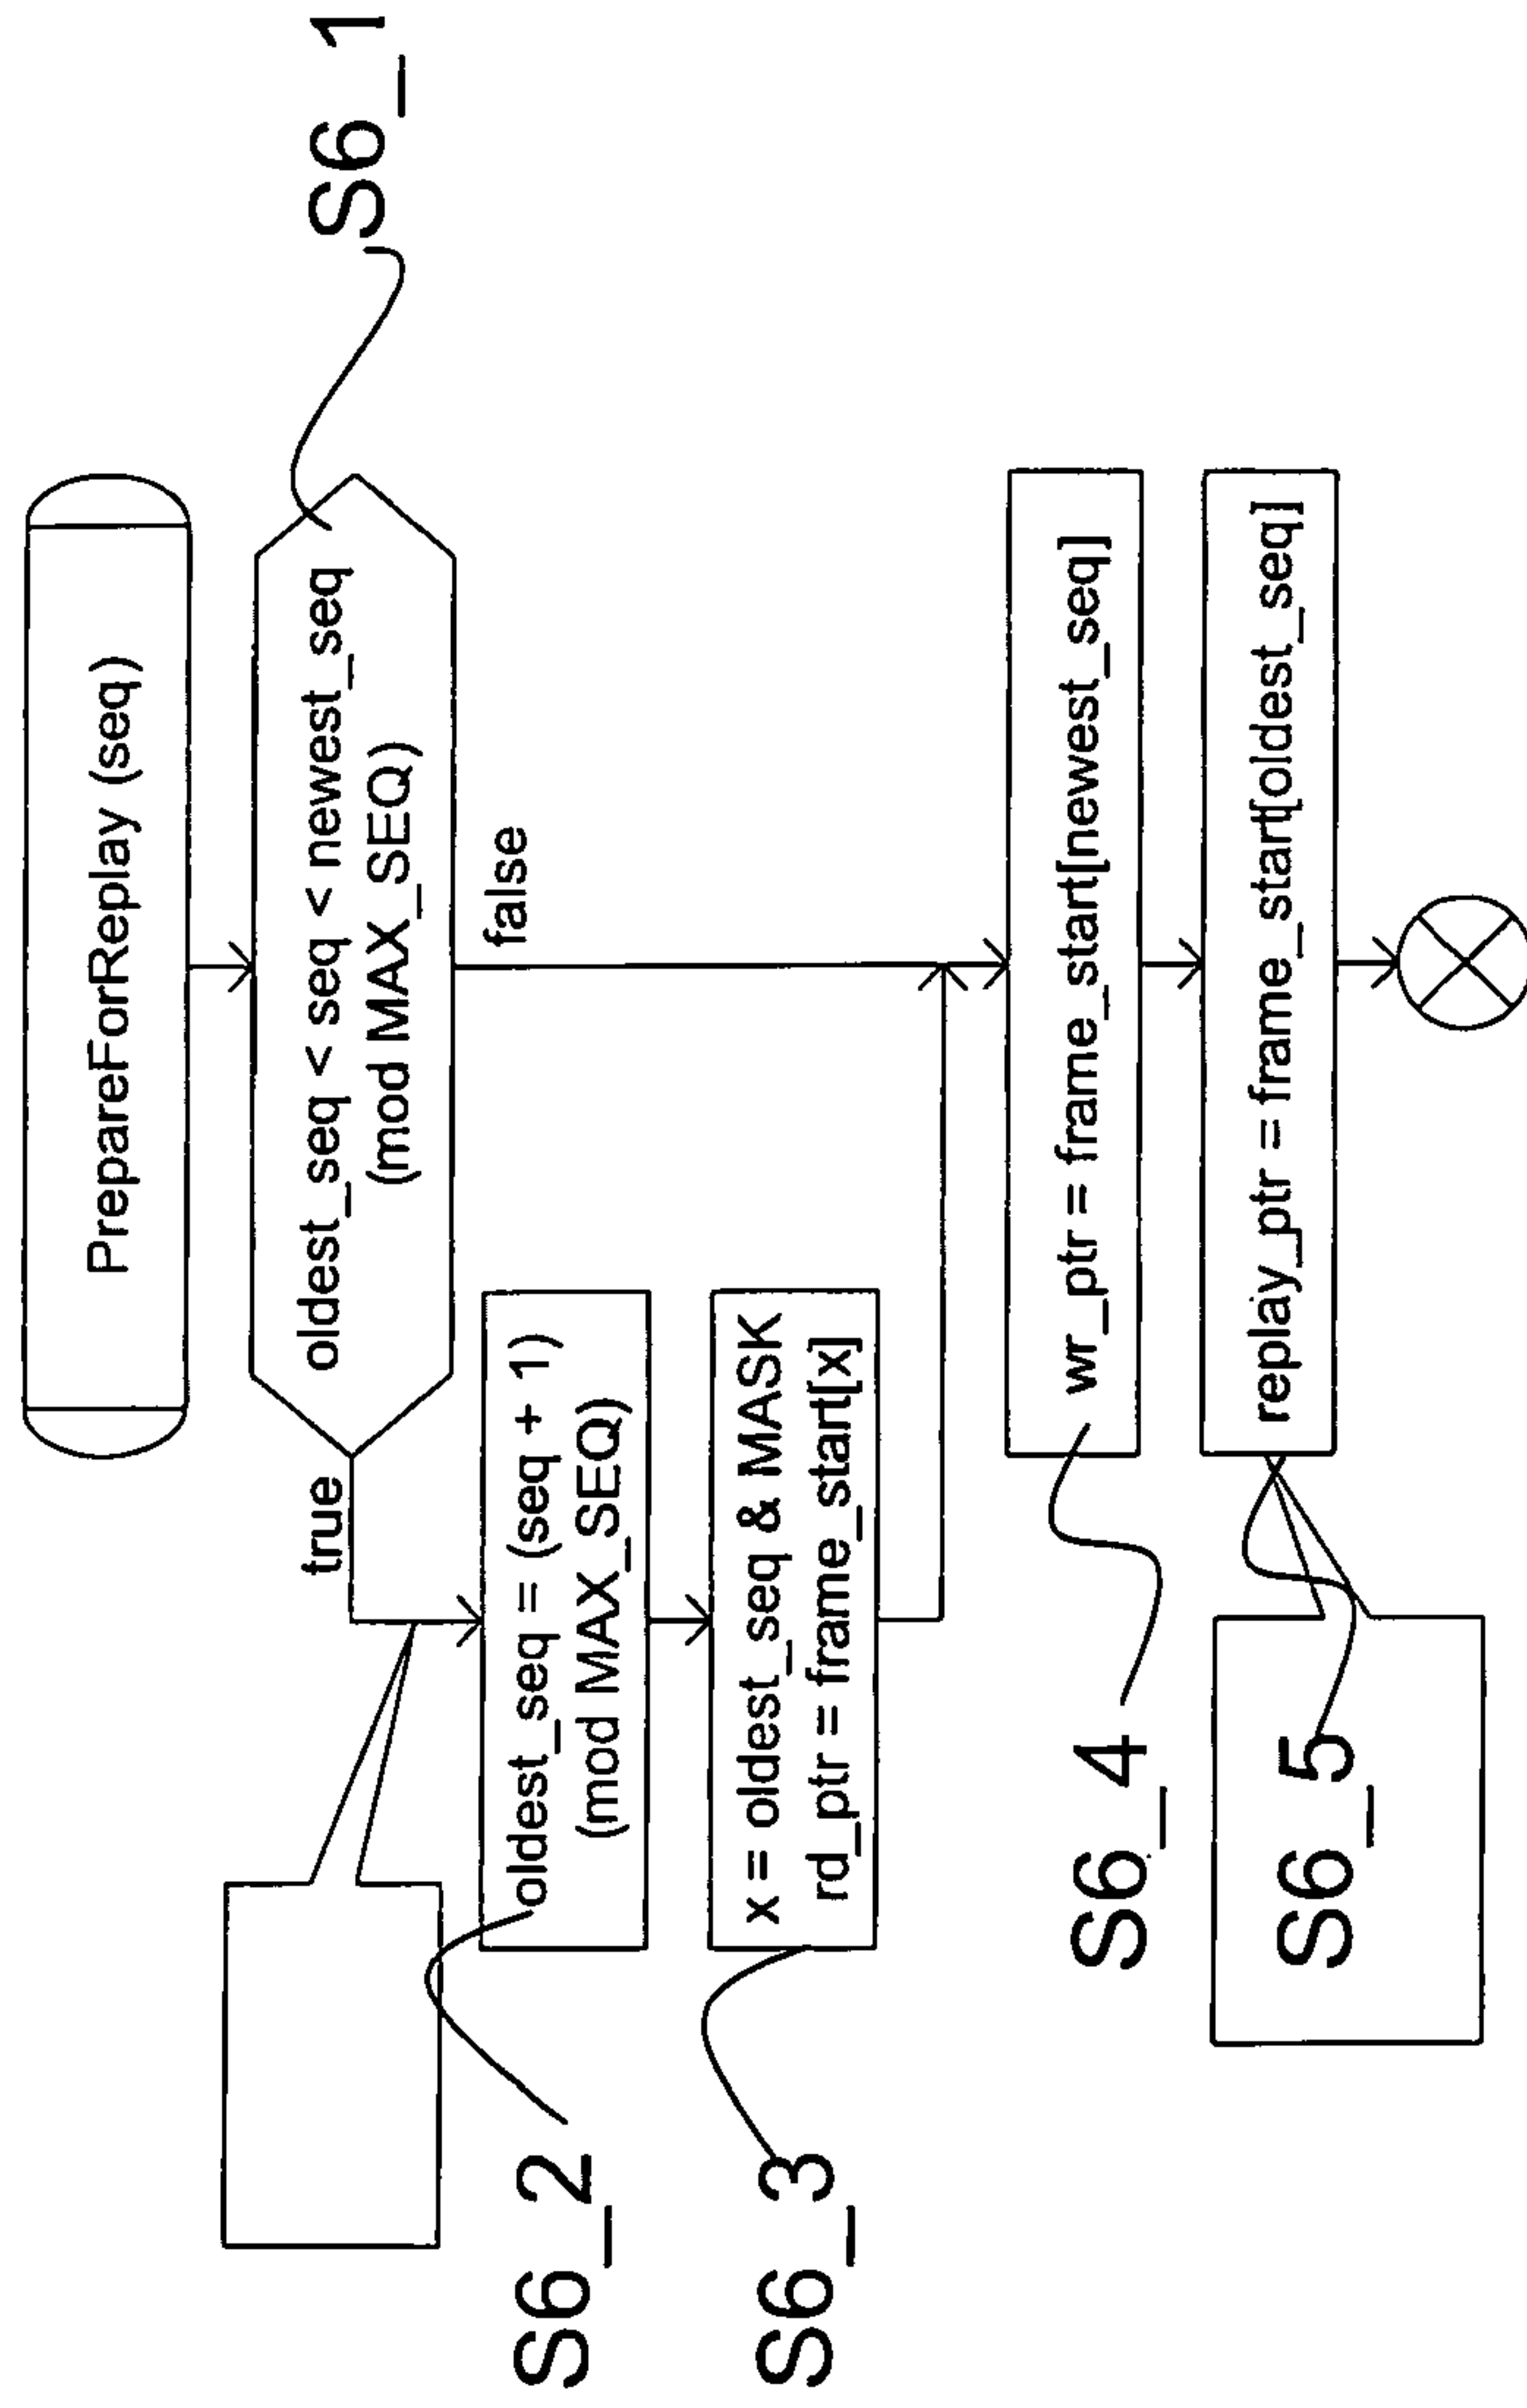 PrepareForReplay (seq)
oldest_seq < seq < newest_seq
(mod MAX_SEQ)
S6_1
true
false
oldest_seq = (seq + 1)
(mod MAX_SEQ)
S6_2
x = oldest_seq & MASK
rd_ptr = frame_start[x]
S6_3
wr_ptr = frame_start[newest_seq]
S6_4
replay_ptr = frame_start[oldest_seq]
S6_5